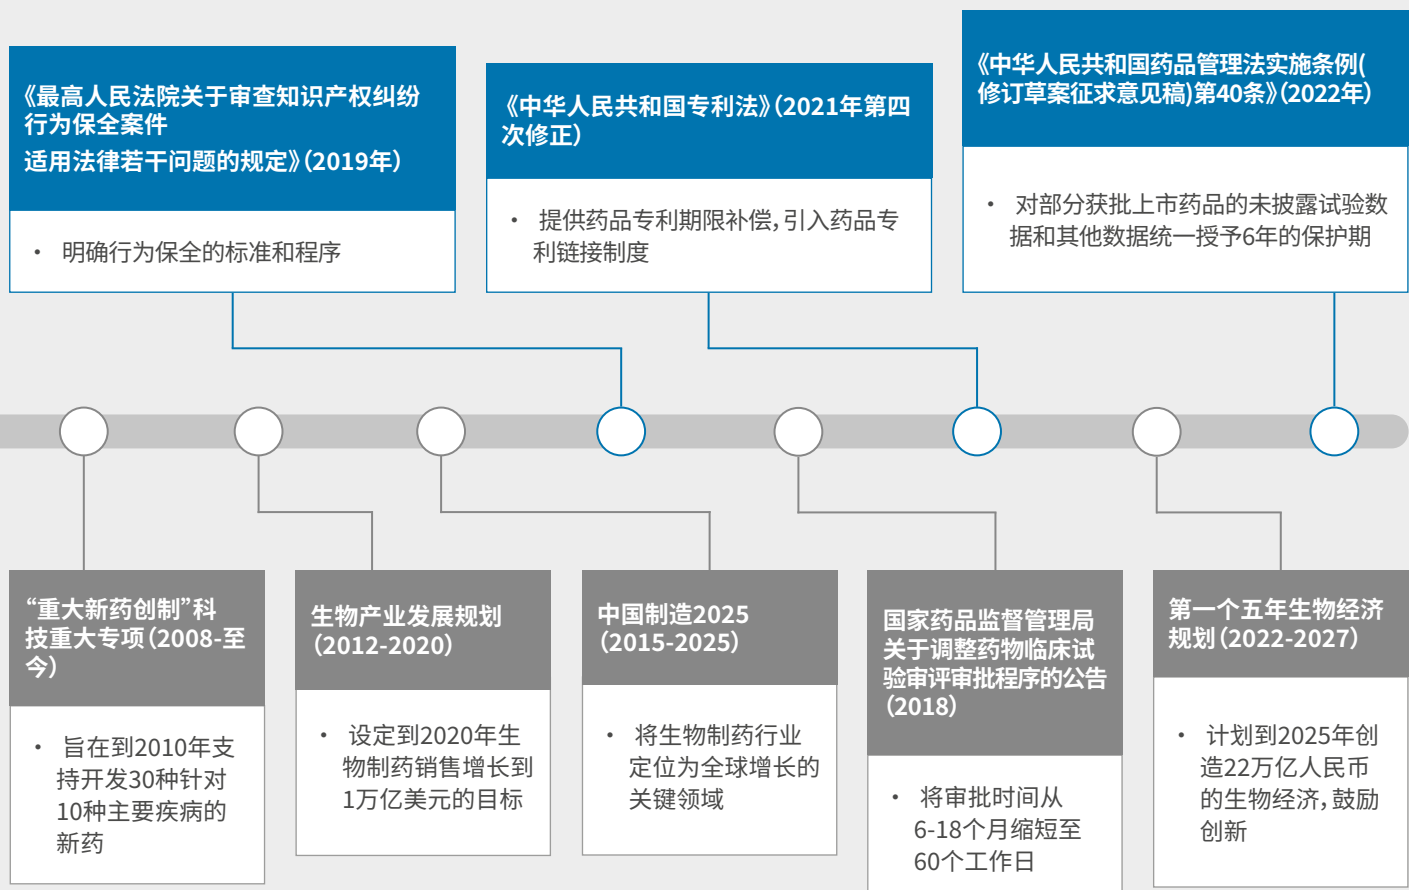 《最高人民法院关于审查知识产权纠纷
行为保全案件
适用法律若干问题的规定》（2019年）
• 明确行为保全的标准和程序
《中华人民共和国专利法》（2021年第四
次修正）
• 提供药品专利期限补偿，引入药品专
利链接制度
《中华人民共和国药品管理法实施条例(
修订草案征求意见稿)第40条》（2022年）
• 对部分获批上市药品的未披露试验数
据和其他数据统一授予6年的保护期
“重大新药创制”科
技重大专项（2008-至
今）
• 旨在到2010年支
持开发30种针对
10种主要疾病的
新药
生物产业发展规划
（2012-2020）
• 设定到2020年生
物制药销售增长到
1万亿美元的目标
中国制造2025
（2015-2025）
• 将生物制药行业
定位为全球增长的
关键领域
国家药品监督管理局
关于调整药物临床试
验审评审批程序的公告
（2018）
• 将审批时间从
6-18个月缩短至
60个工作日
第一个五年生物经济
规划（2022-2027）
• 计划到2025年创
造22万亿人民币
的生物经济，鼓励
创新